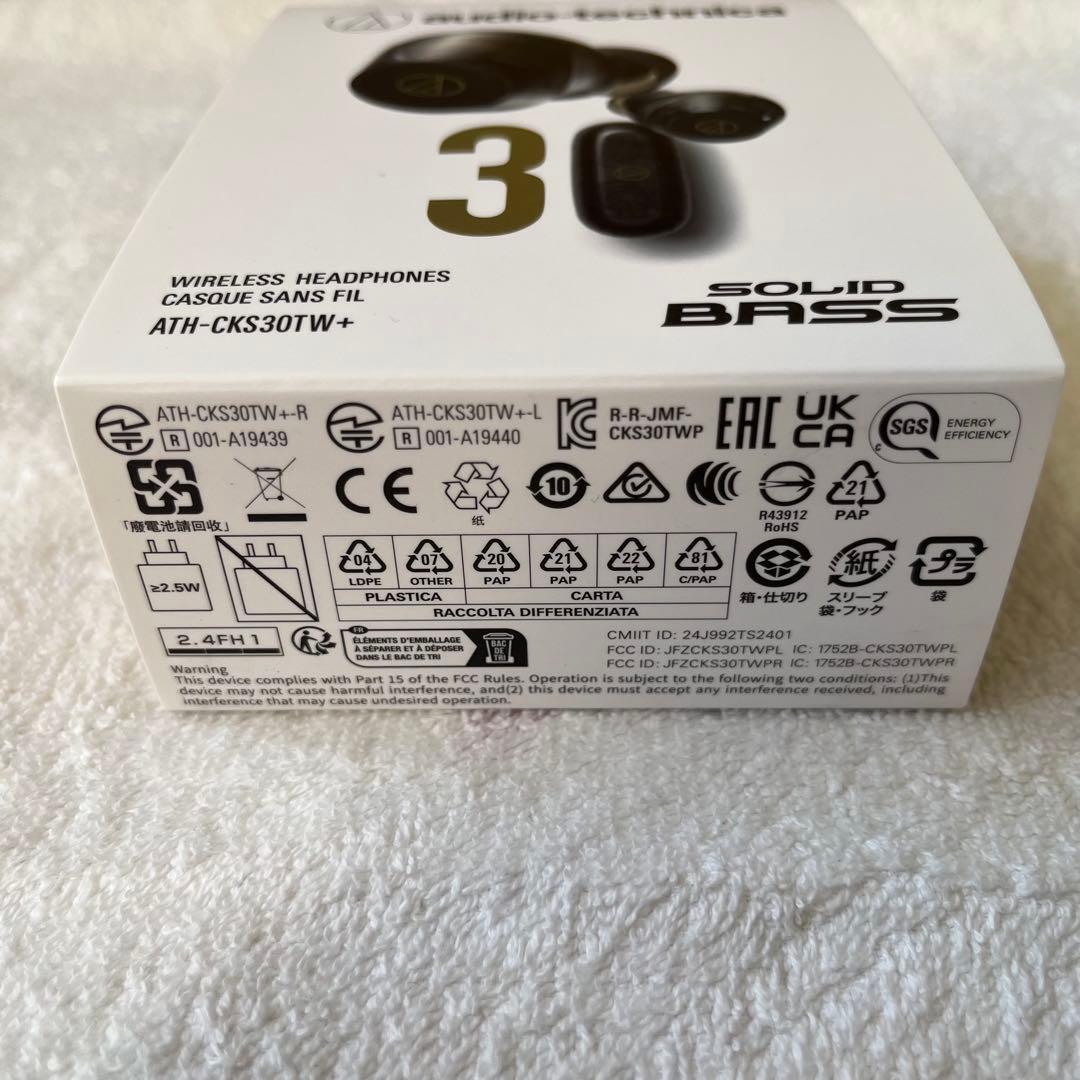 audio-technica
3
WIRELESS HEADPHONES
CASQUE SANS FIL
ATH-CKS30TW+
SOLID
BASS
ATH-CKS30TW+-R
R 001-A19439
ATH-CKS30TW+-L
R 001-A19440
R-R-JMF-
CKS30TWP
EAC
UK
CA
SGS
c
ENERGY
EFFICIENCY
「廢電池請回收」
CE
纸
10
R43912
RoHS
21
PAP
≥2.5W
04
LDPE
07
OTHER
20
PAP
21
PAP
22
PAP
81
C/PAP
PLASTICA
CARTA
RACCOLTA DIFFERENZIATA
箱・仕切り
紙
スリーブ
袋・フック
プラ
袋
2.4FH1
FR
ÉLÉMENTS D'EMBALLAGE
À SÉPARER ET À DÉPOSER
DANS LE BAC DE TRI
BAC
DE
TRI
CMIIT ID: 24J992TS2401
FCC ID: JFZCKS30TWPL IC: 1752B-CKS30TWPL
FCC ID: JFZCKS30TWPR IC: 1752B-CKS30TWPR
Warning
This device complies with Part 15 of the FCC Rules. Operation is subject to the following two conditions: (1)This
device may not cause harmful interference, and(2) this device must accept any interference received, including
interference that may cause undesired operation.